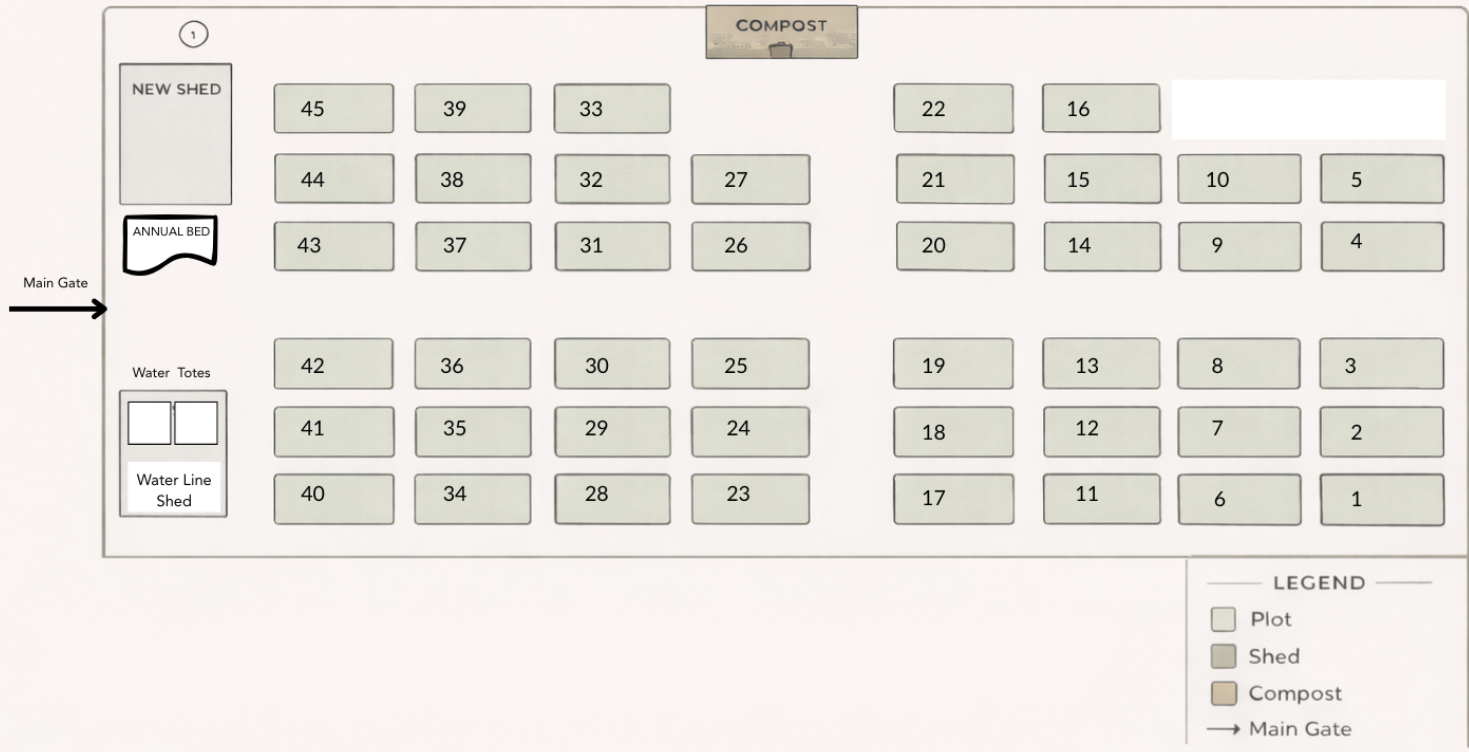 COMPOST
1
NEW SHED
45 39 33 22 16
44 38 32 27 21 15 10 5
ANNUAL BED
43 37 31 26 20 14 9 4
Main Gate
42 36 30 25 19 13 8 3
Water Totes
41 35 29 24 18 12 7 2
Water Line
Shed
40 34 28 23 17 11 6 1
LEGEND
Plot
Shed
Compost
Main Gate